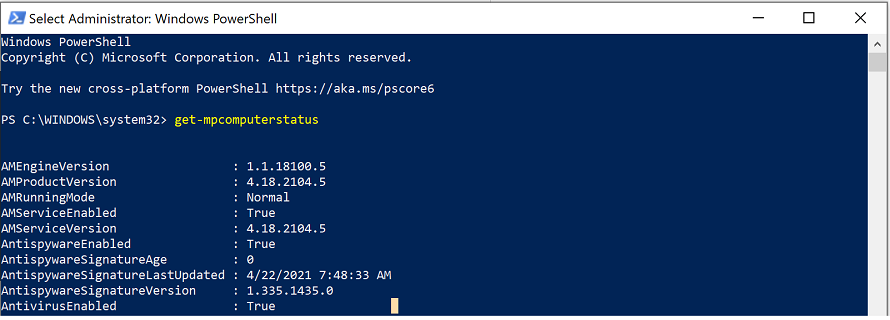 Select Administrator: Windows PowerShell
Windows PowerShell
Copyright (C) Microsoft Corporation. All rights reserved.
Try the new cross-platform PowerShell https://aka.ms/pscore6
PS C:\WINDOWS\system32> get-mpcomputerstatus
AMEngineVersion : 1.1.18100.5
AMProductVersion : 4.18.2104.5
AMRunningMode : Normal
AMServiceEnabled : True
AMServiceVersion : 4.18.2104.5
AntispywareEnabled : True
AntispywareSignatureAge : 0
AntispywareSignatureLastUpdated : 4/22/2021 7:48:33 AM
AntispywareSignatureVersion : 1.335.1435.0
AntivirusEnabled : True